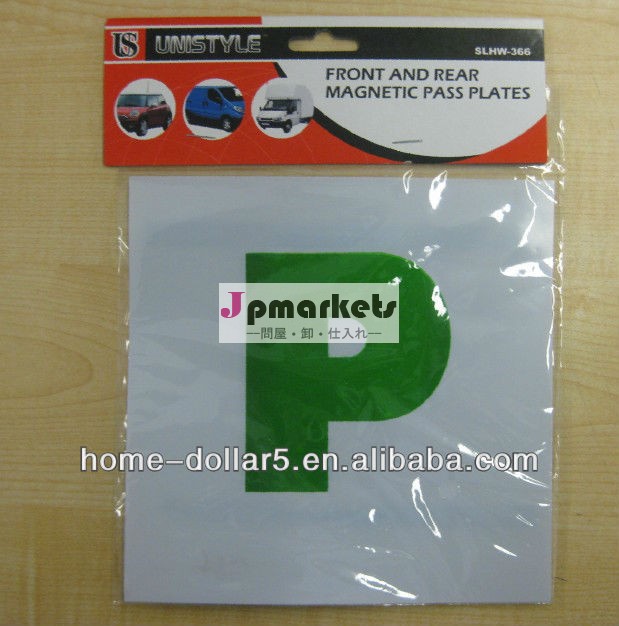 US UNISTYLE
SLHW-366
FRONT AND REAR
MAGNETIC PASS PLATES
P
Jpmarkets
—問屋・卸・仕入れ—
home-dollar5.en.alibaba.com